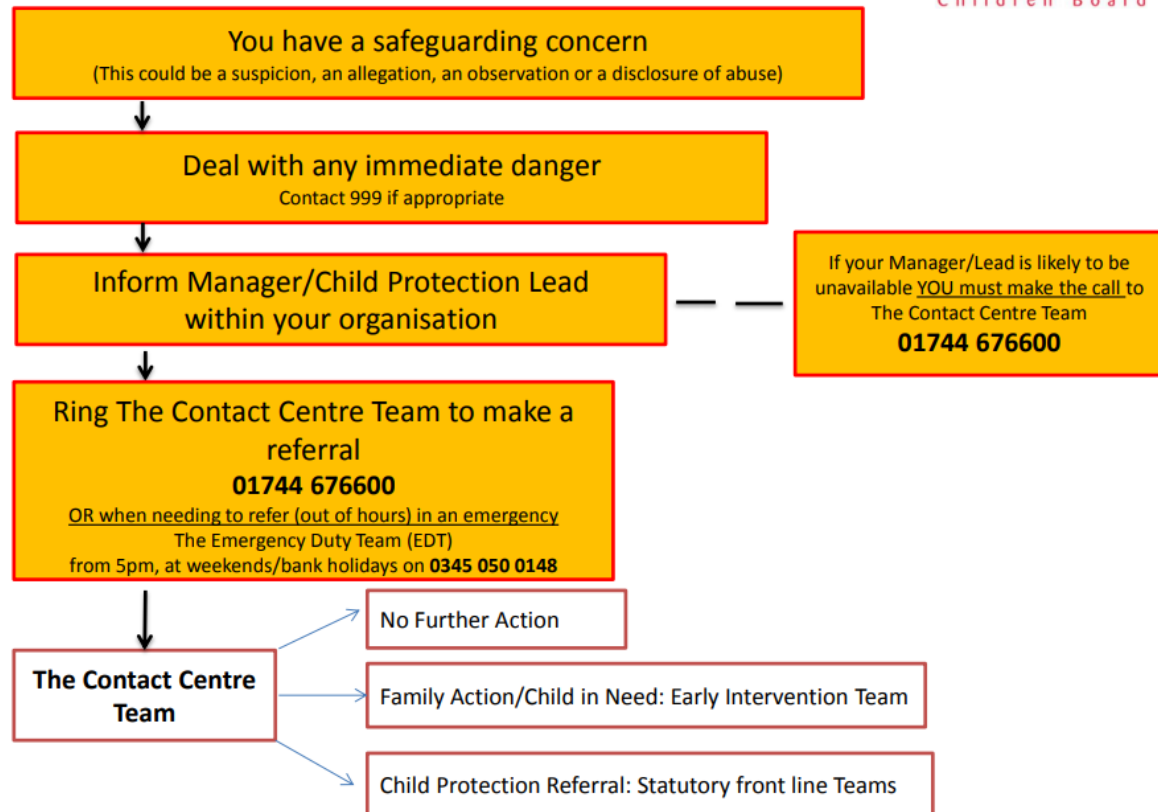 Children Board
You have a safeguarding concern
(This could be a suspicion, an allegation, an observation or a disclosure of abuse)
Deal with any immediate danger
Contact 999 if appropriate
Inform Manager/Child Protection Lead
within your organisation
If your Manager/Lead is likely to be
unavailable YOU must make the call to
The Contact Centre Team
01744 676600
Ring The Contact Centre Team to make a
referral
01744 676600
OR when needing to refer (out of hours) in an emergency
The Emergency Duty Team (EDT)
from 5pm, at weekends/bank holidays on 0345 050 0148
The Contact Centre
Team
No Further Action
Family Action/Child in Need: Early Intervention Team
Child Protection Referral: Statutory front line Teams